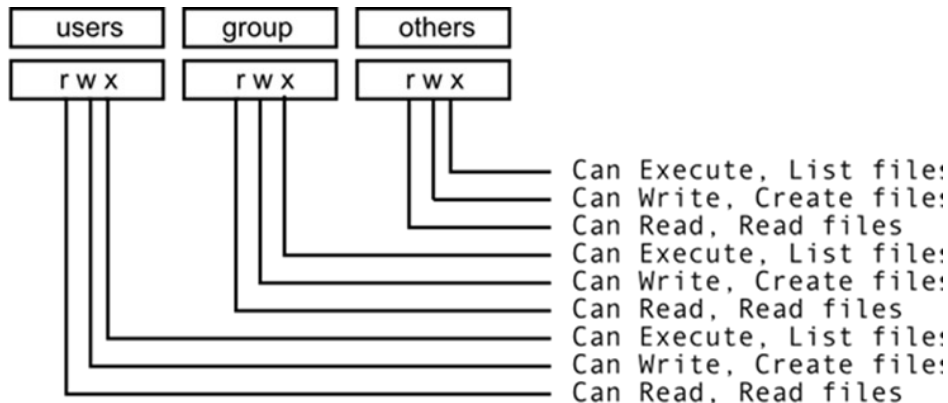 users group others
r w x r w x r w x
Can Execute, List files
Can Write, Create files
Can Read, Read files
Can Execute, List files
Can Write, Create files
Can Read, Read files
Can Execute, List files
Can Write, Create files
Can Read, Read files